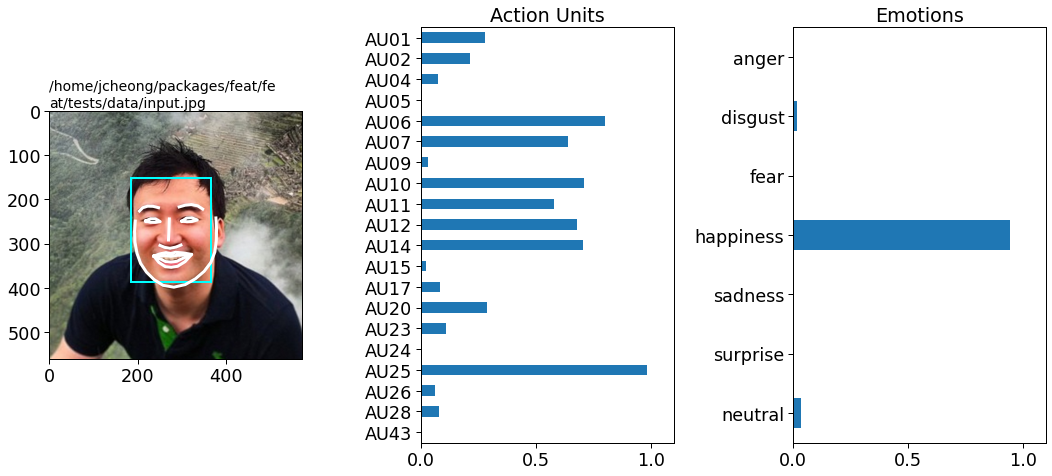 /home/jcheong/packages/feat/fe
at/tests/data/input.jpg
0
100
200
300
400
500
0
200
400
Action Units
AU01
AU02
AU04
AU05
AU06
AU07
AU09
AU10
AU11
AU12
AU14
AU15
AU17
AU20
AU23
AU24
AU25
AU26
AU28
AU43
0.0
0.5
1.0
Emotions
anger
disgust
fear
happiness
sadness
surprise
neutral
0.0
0.5
1.0